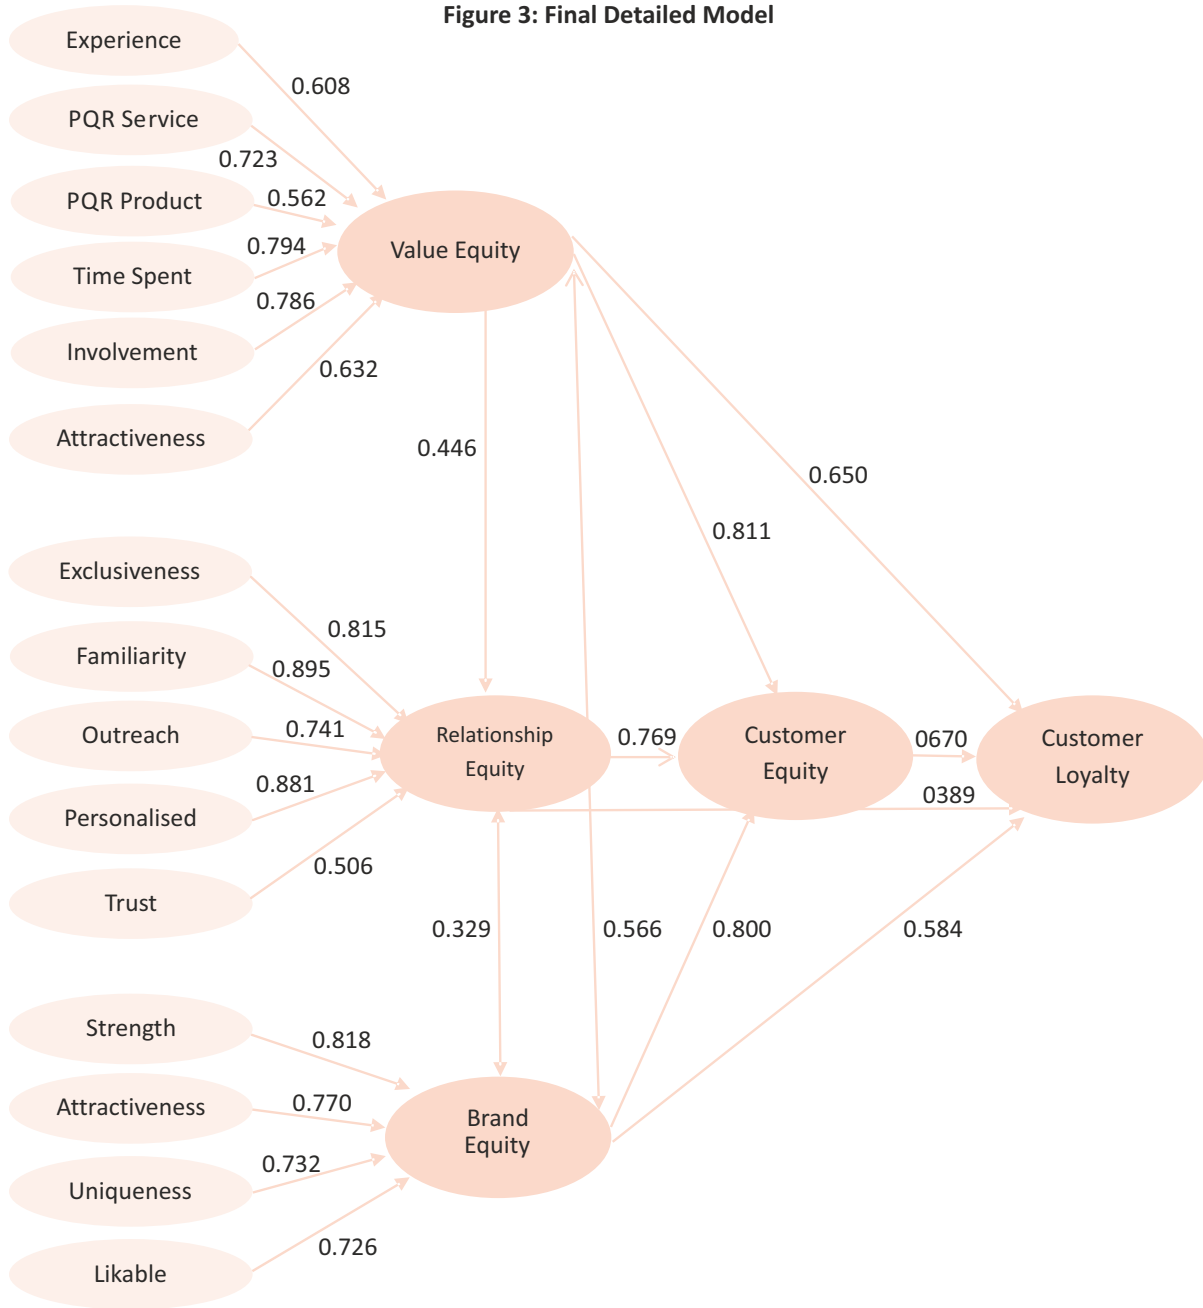 Figure 3: Final Detailed Model
Experience
0.608
PQR Service
0.723
PQR Product
0.562
Time Spent
0.794
Involvement
0.786
Attractiveness
0.632
Value Equity
0.446
0.811
0.650
Exclusiveness
0.815
Familiarity
0.895
Outreach
0.741
Personalised
0.881
Trust
0.506
Relationship
Equity
0.769
Customer
Equity
0670
0389
Customer
Loyalty
0.329
0.566
0.800
0.584
Strength
0.818
Attractiveness
0.770
Uniqueness
0.732
Likable
0.726
Brand
Equity